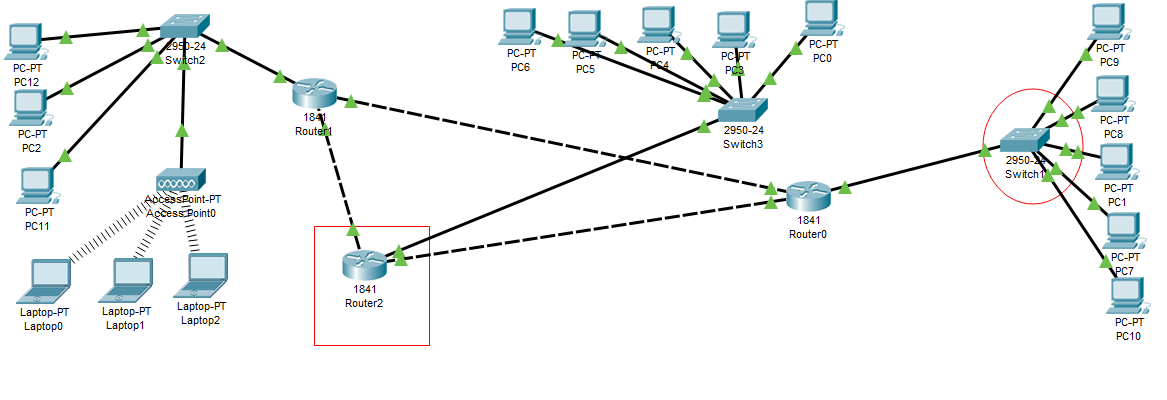 2950-24
Switch2
PC-PT
PC12
PC-PT
PC2
PC-PT
PC11
AccessPoint-PT
Access Point0
Laptop-PT
Laptop0
Laptop-PT
Laptop1
Laptop-PT
Laptop2
1841
Router1
1841
Router2
PC-PT
PC6
PC-PT
PC5
PC-PT
PC4
PC-PT
PC3
PC-PT
PC0
2950-24
Switch3
1841
Router0
2950-24
Switch1
PC-PT
PC9
PC-PT
PC8
PC-PT
PC1
PC-PT
PC7
PC-PT
PC10